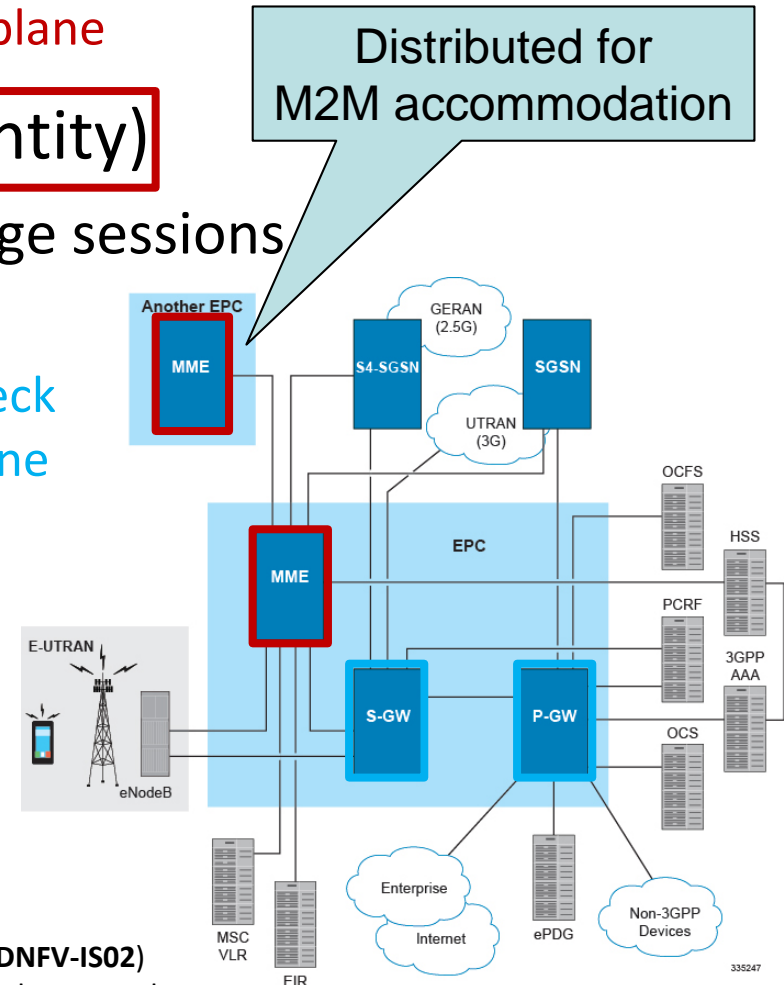 plane
Distributed for
M2M accommodation
ntity)
ge sessions
Another EPC
MME
GERAN
(2.5G)
S4-SGSN
SGSN
eck
ne
UTRAN
(3G)
OCFS
EPC
HSS
MME
PCRF
E-UTRAN
3GPP
AAA
S-GW
P-GW
OCS
eNodeB
Enterprise
Internet
MSC
VLR
EIR
ePDG
Non-3GPP
Devices
335247
DNFV-IS02)